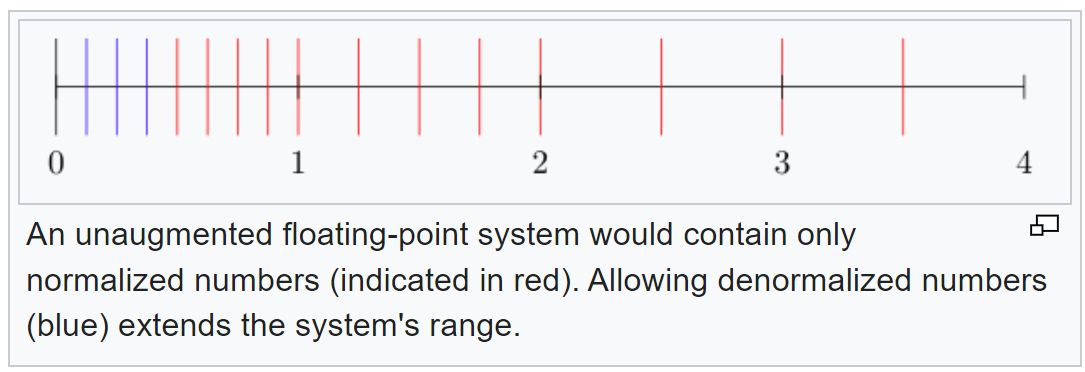 0 1 2 3 4
An unaugmented floating-point system would contain only
normalized numbers (indicated in red). Allowing denormalized numbers
(blue) extends the system's range.